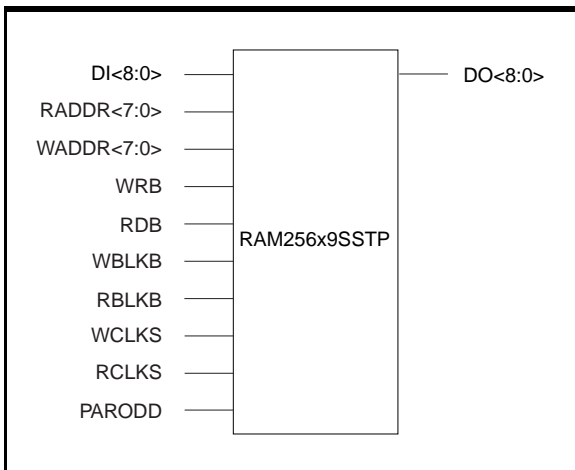 DI<8:0>
DO<8:0>
RADDR<7:0>
WADDR<7:0>
WRB
RDB
RAM256x9SSTP
WBLKB
RBLKB
WCLKS
RCLKS
PARODD